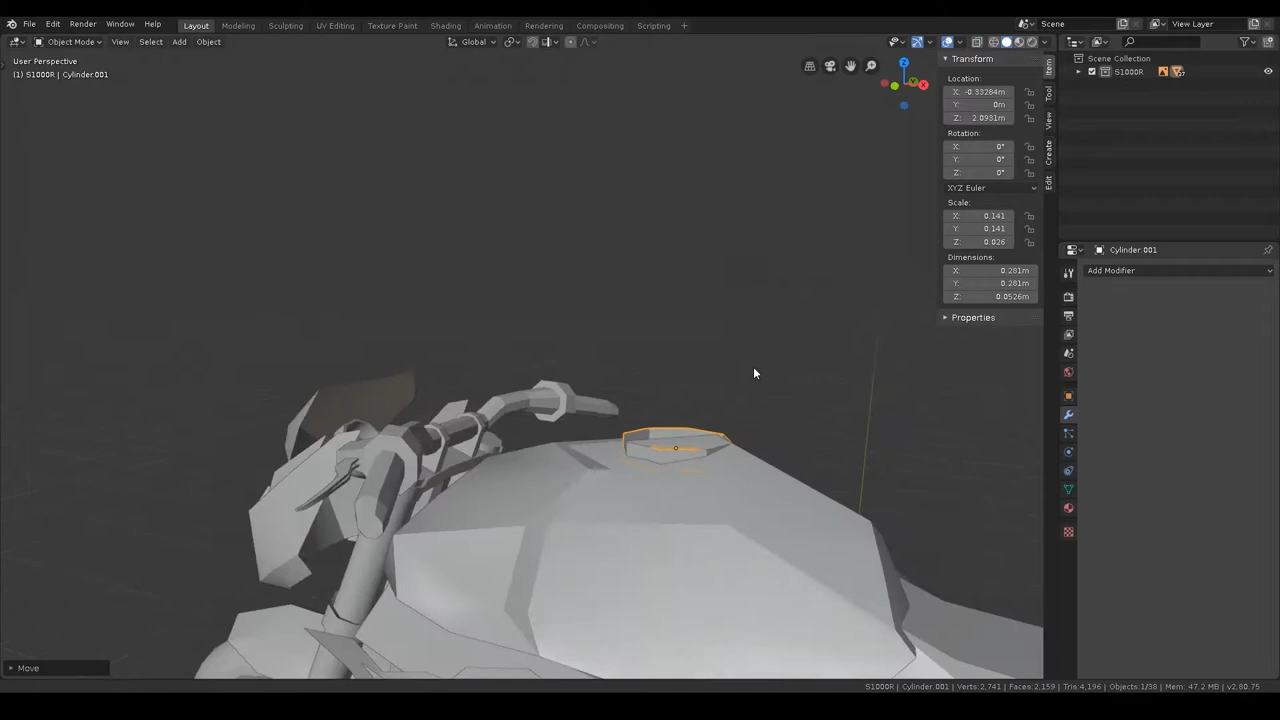 File Edit Render Window Help Layout Modeling Sculpting UV Editing Texture Paint Shading Animation Rendering Compositing Scripting + Scene View Layer
Object Mode View Select Add Object Global
User Perspective
(1) S1000R | Cylinder.001
Transform
Location:
X: -0.33284m
Y: 0m
Z: 2.0931m
Rotation:
X: 0°
Y: 0°
Z: 0°
XYZ Euler
Scale:
X: 0.141
Y: 0.141
Z: 0.026
Dimensions:
X: 0.281m
Y: 0.281m
Z: 0.0526m
Properties
Item
Tool
View
Create
Edit
Scene Collection
S1000R
Cylinder.001
Add Modifier
Move
S1000R | Cylinder.001 | Verts:2,741 | Faces:2,159 | Tris:4,196 | Objects:1/38 | Mem: 47.2 MB | v2.80.75